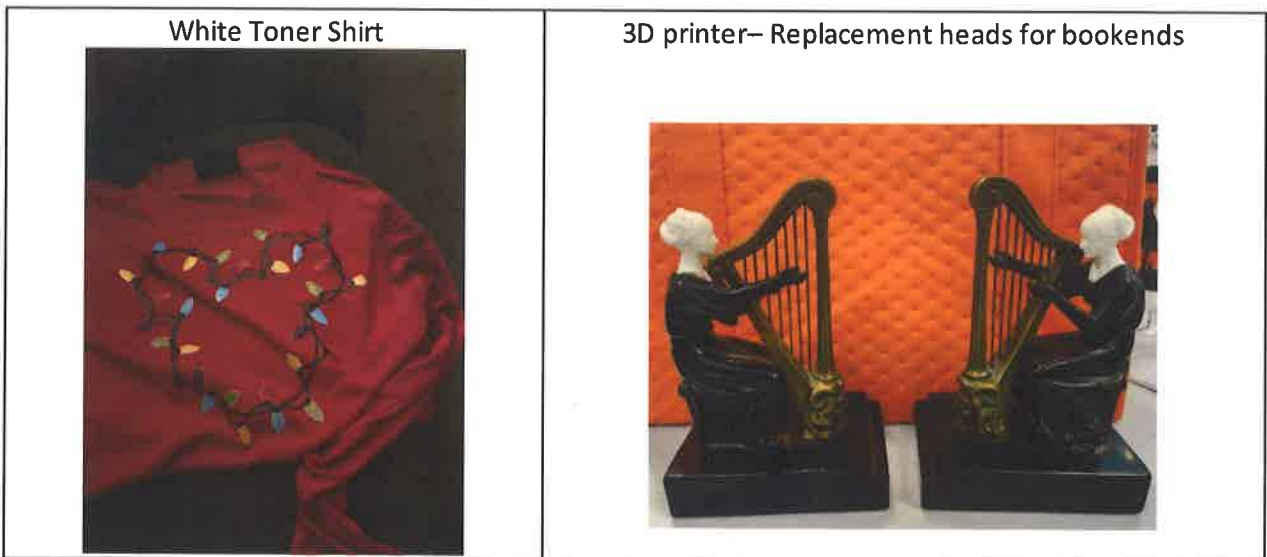 White Toner Shirt
3D printer– Replacement heads for bookends